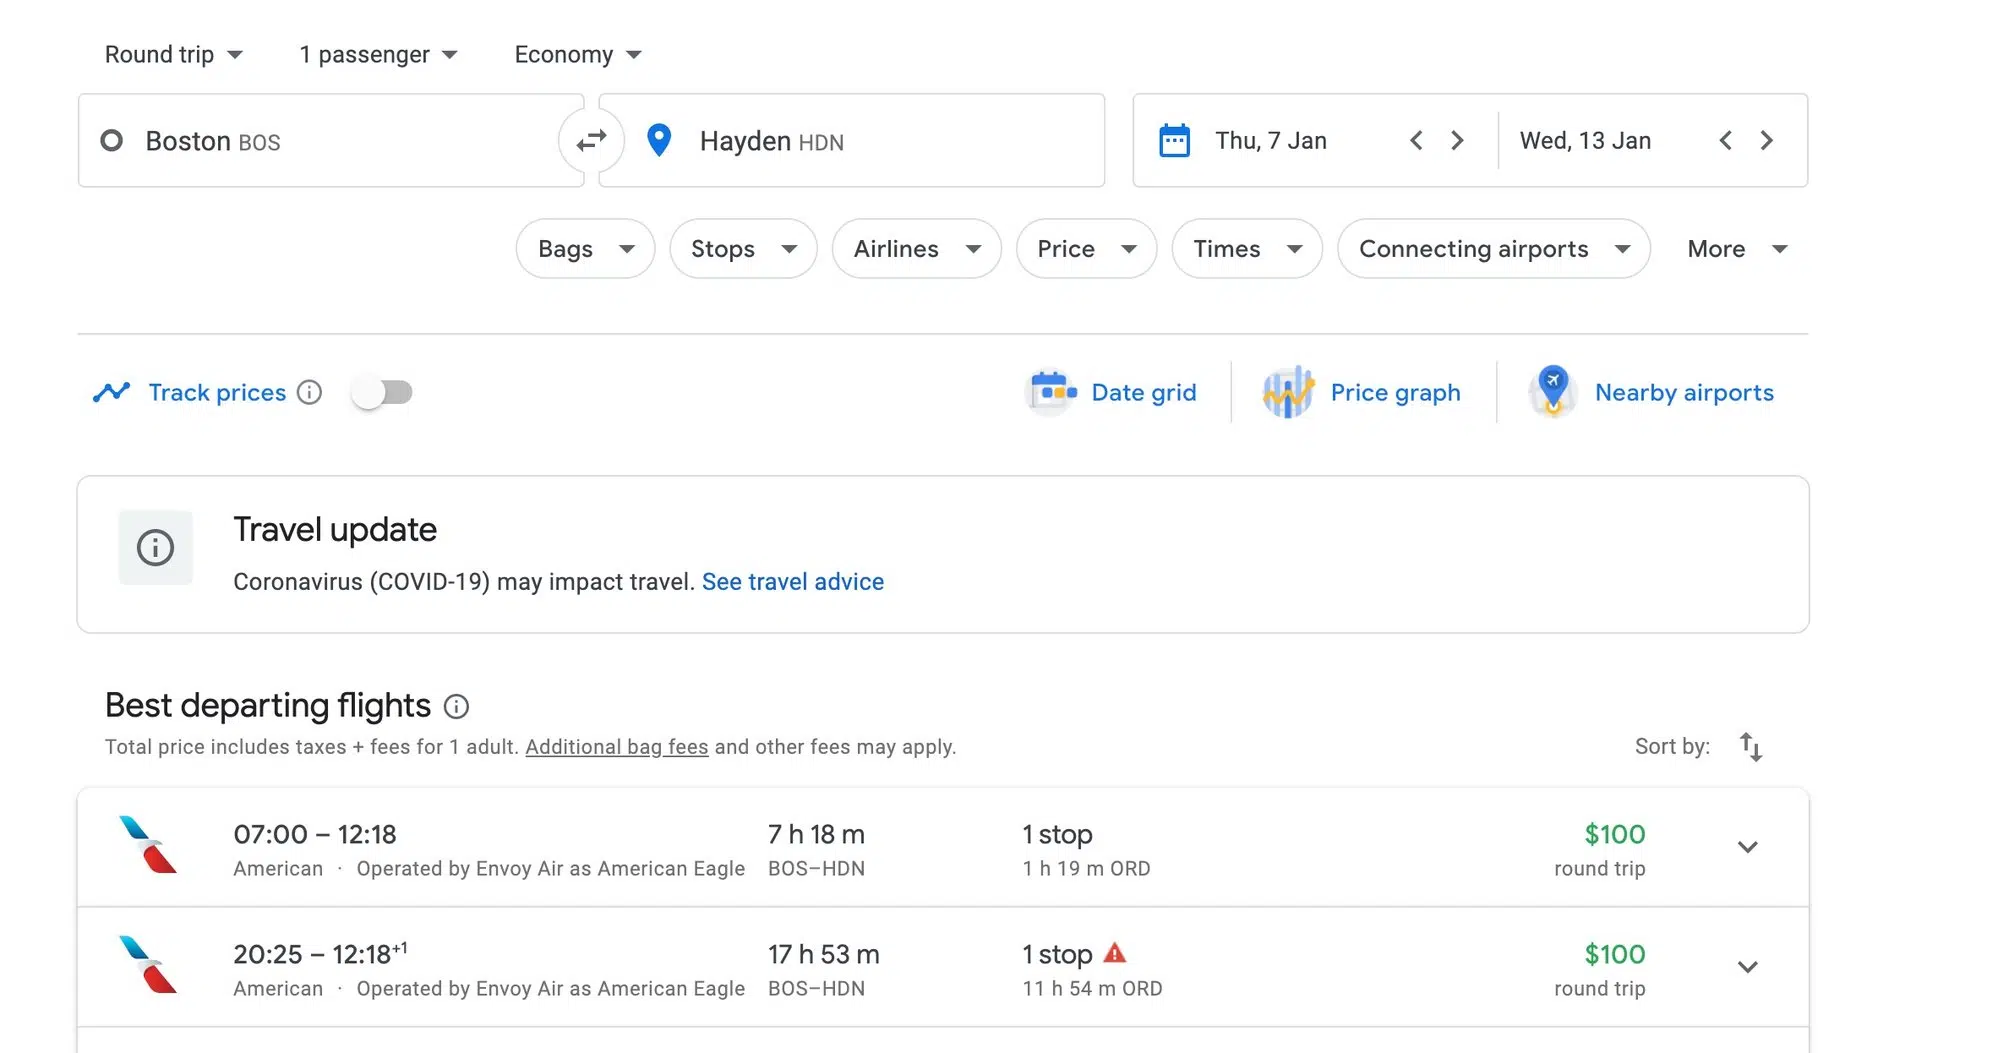 Round trip 1 passenger Economy
Boston BOS Hayden HDN Thu, 7 Jan Wed, 13 Jan
Bags Stops Airlines Price Times Connecting airports More
Track prices Date grid Price graph Nearby airports
Travel update
Coronavirus (COVID-19) may impact travel. See travel advice
Best departing flights
Total price includes taxes + fees for 1 adult. Additional bag fees and other fees may apply. Sort by:
07:00 – 12:18 7 h 18 m 1 stop $100
American · Operated by Envoy Air as American Eagle BOS–HDN 1 h 19 m ORD round trip
20:25 – 12:18+1 17 h 53 m 1 stop $100
American · Operated by Envoy Air as American Eagle BOS–HDN 11 h 54 m ORD round trip